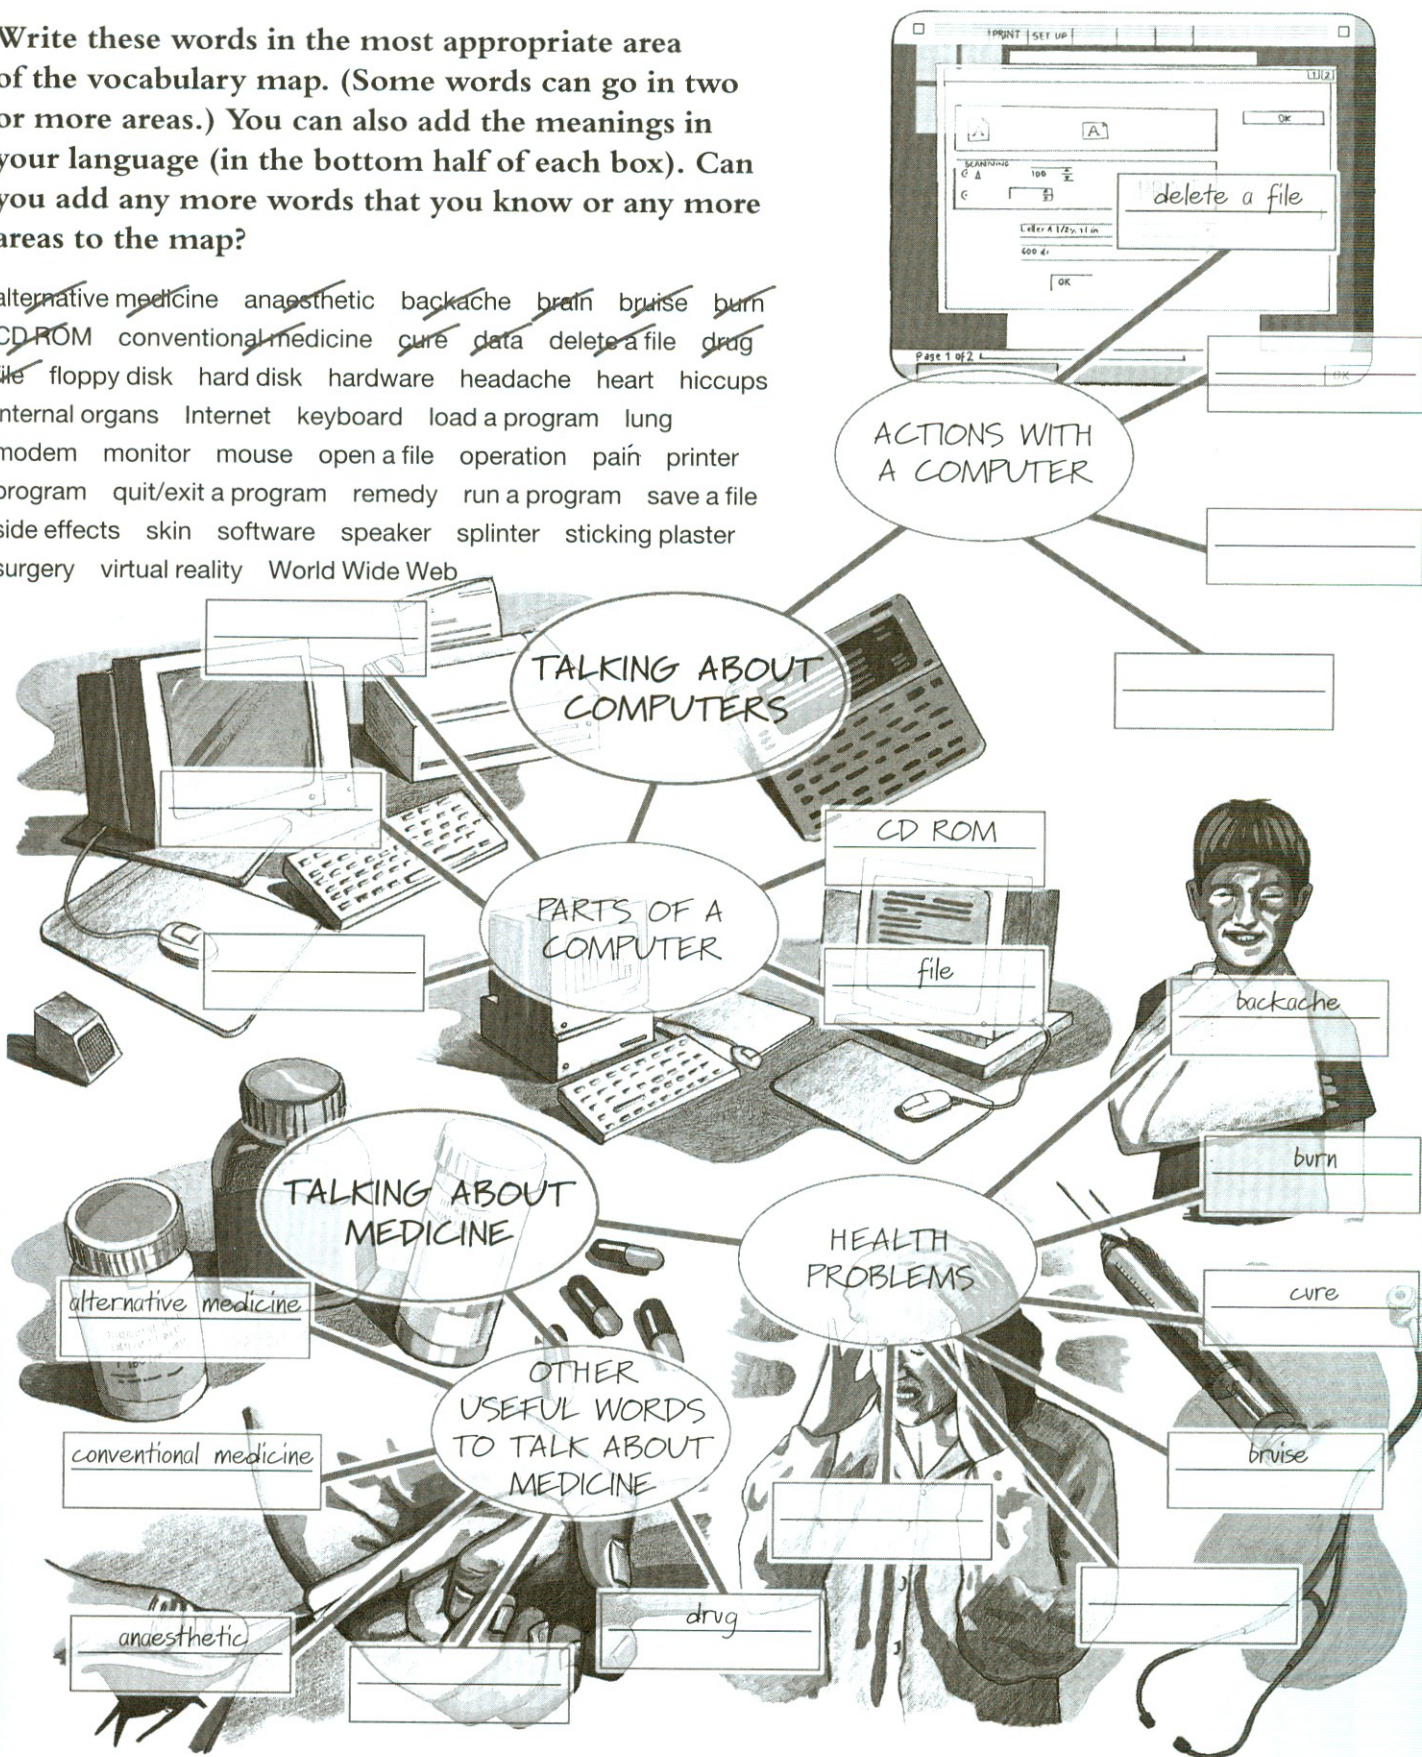 Write these words in the most appropriate area
of the vocabulary map. (Some words can go in two
or more areas.) You can also add the meanings in
your language (in the bottom half of each box). Can
you add any more words that you know or any more
areas to the map?
alternative medicine anaesthetic backache brain bruise burn
CD-ROM conventional medicine cure data delete a file drug
file floppy disk hard disk hardware headache heart hiccups
internal organs Internet keyboard load a program lung
modem monitor mouse open a file operation pain printer
program quit/exit a program remedy run a program save a file
side effects skin software speaker splinter sticking plaster
surgery virtual reality World Wide Web
PRINT SET UP
1 2
OK
A A
SCANNING
100
600
OK
Page 1 of 2
OK
delete a file
ACTIONS WITH
A COMPUTER
TALKING ABOUT
COMPUTERS
CD ROM
PARTS OF A
COMPUTER
file
backache
burn
TALKING ABOUT
MEDICINE
HEALTH
PROBLEMS
cure
alternative medicine
OTHER
USEFUL WORDS
TO TALK ABOUT
MEDICINE
conventional medicine
bruise
drug
anaesthetic